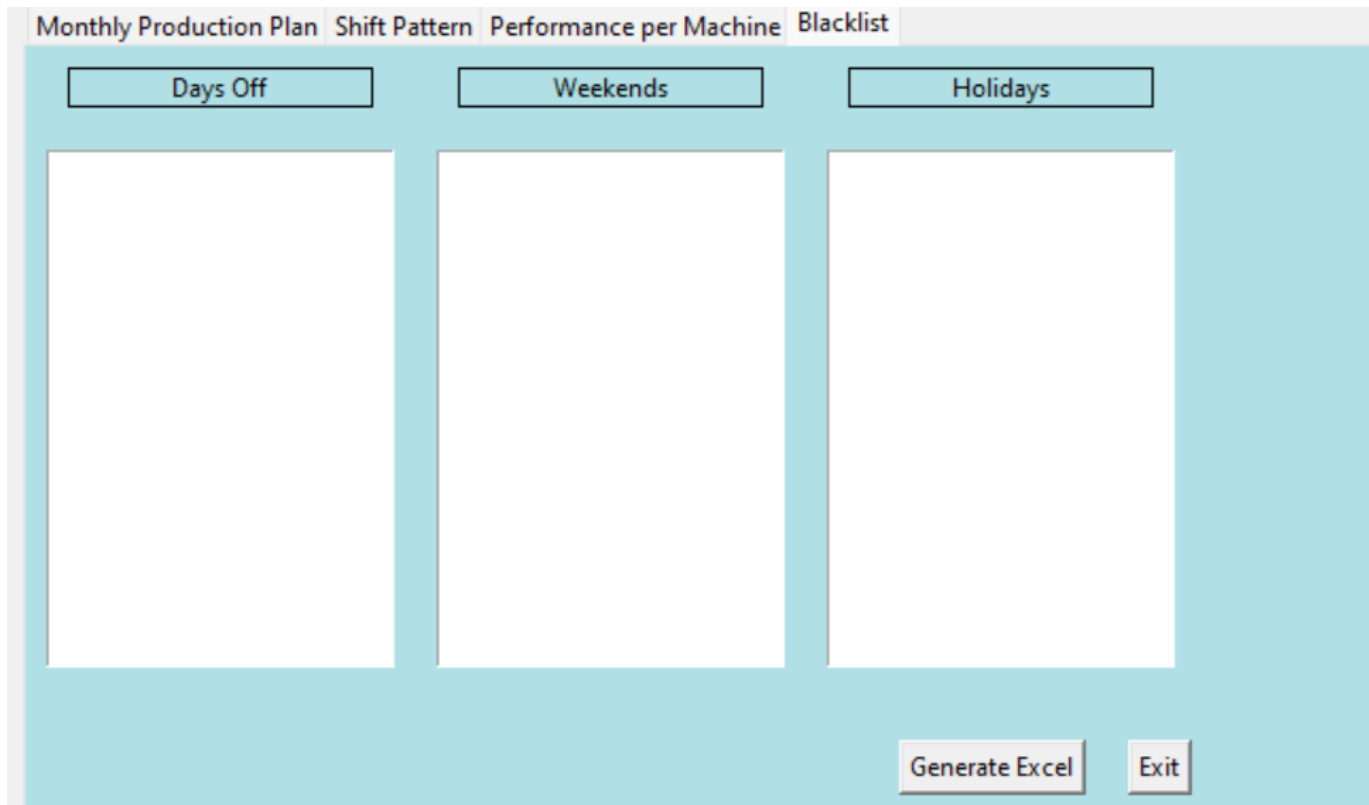 Monthly Production Plan Shift Pattern Performance per Machine Blacklist
Days Off Weekends Holidays
Generate Excel Exit